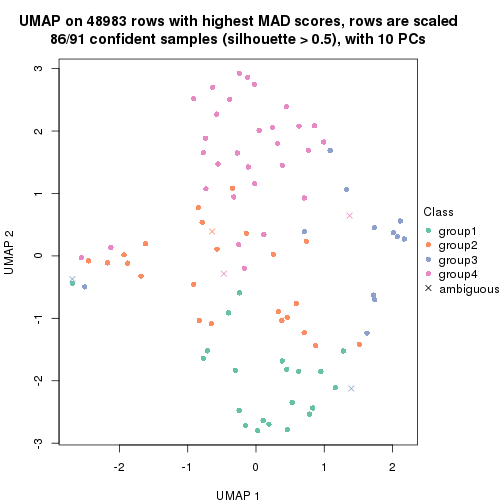 UMAP on 48983 rows with highest MAD scores, rows are scaled
86/91 confident samples (silhouette > 0.5), with 10 PCs
3
2
1
0
-1
-2
-3
UMAP 2
-2
-1
0
1
2
UMAP 1
Class
group1
group2
group3
group4
ambiguous